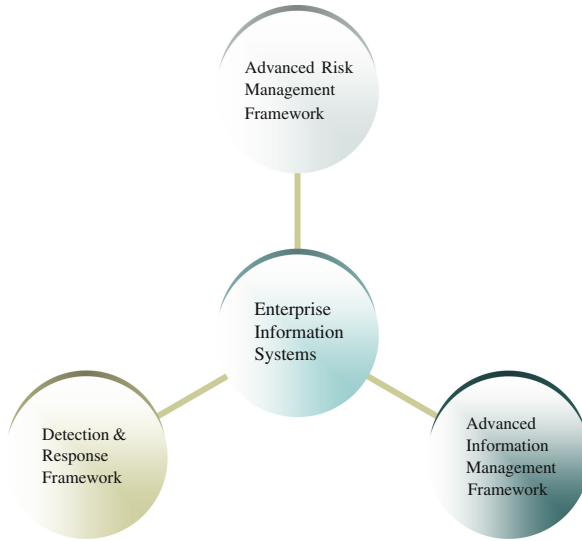 Advanced Risk
Management
Framework
Enterprise
Information
Systems
Detection &
Response
Framework
Advanced
Information
Management
Framework